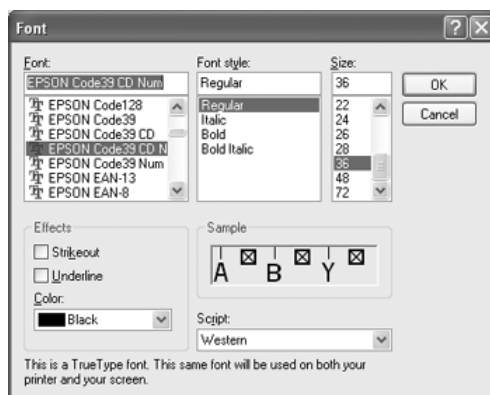 Font
Font:
EPSON Code39 CD Num
EPSON Code128
EPSON Code39
EPSON Code39 CD
EPSON Code39 CD N
EPSON Code39 Num
EPSON EAN-13
EPSON EAN-8
Font style:
Regular
Regular
Italic
Bold
Bold Italic
Size:
36
22
24
26
28
36
48
72
OK
Cancel
Effects
Strikeout
Underline
Color:
Black
Sample
A B Y
Script:
Western
This is a TrueType font. This same font will be used on both your
printer and your screen.